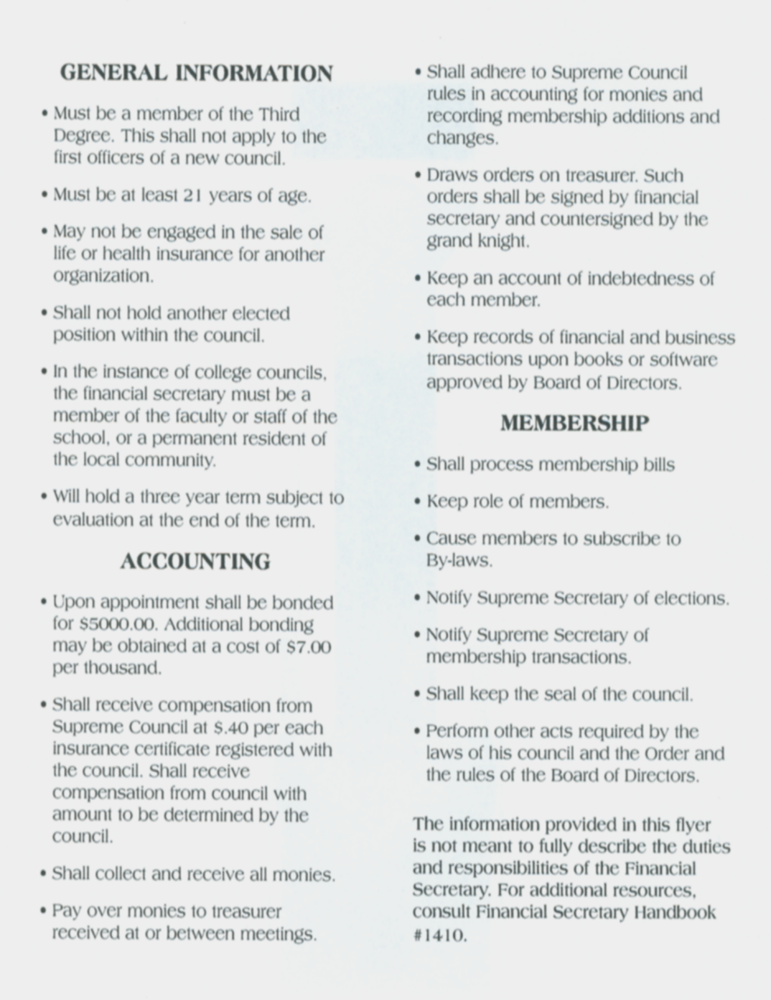 GENERAL INFORMATION
• Must be a member of the Third
Degree. This shall not apply to the
first officers of a new council.
• Must be at least 21 years of age.
• May not be engaged in the sale of
life or health insurance for another
organization.
• Shall not hold another elected
position within the council.
• In the instance of college councils,
the financial secretary must be a
member of the faculty or staff of the
school, or a permanent resident of
the local community.
• Will hold a three year term subject to
evaluation at the end of the term.
ACCOUNTING
• Upon appointment shall be bonded
for $5000.00. Additional bonding
may be obtained at a cost of $7.00
per thousand.
• Shall receive compensation from
Supreme Council at $.40 per each
insurance certificate registered with
the council. Shall receive
compensation from council with
amount to be determined by the
council.
• Shall collect and receive all monies.
• Pay over monies to treasurer
received at or between meetings.
• Shall adhere to Supreme Council
rules in accounting for monies and
recording membership additions and
changes.
• Draws orders on treasurer. Such
orders shall be signed by financial
secretary and countersigned by the
grand knight.
• Keep an account of indebtedness of
each member.
• Keep records of financial and business
transactions upon books or software
approved by Board of Directors.
MEMBERSHIP
• Shall process membership bills
• Keep role of members.
• Cause members to subscribe to
By-laws.
• Notify Supreme Secretary of elections.
• Notify Supreme Secretary of
membership transactions.
• Shall keep the seal of the council.
• Perform other acts required by the
laws of his council and the Order and
the rules of the Board of Directors.
The information provided in this flyer
is not meant to fully describe the duties
and responsibilities of the Financial
Secretary. For additional resources,
consult Financial Secretary Handbook
#1410.